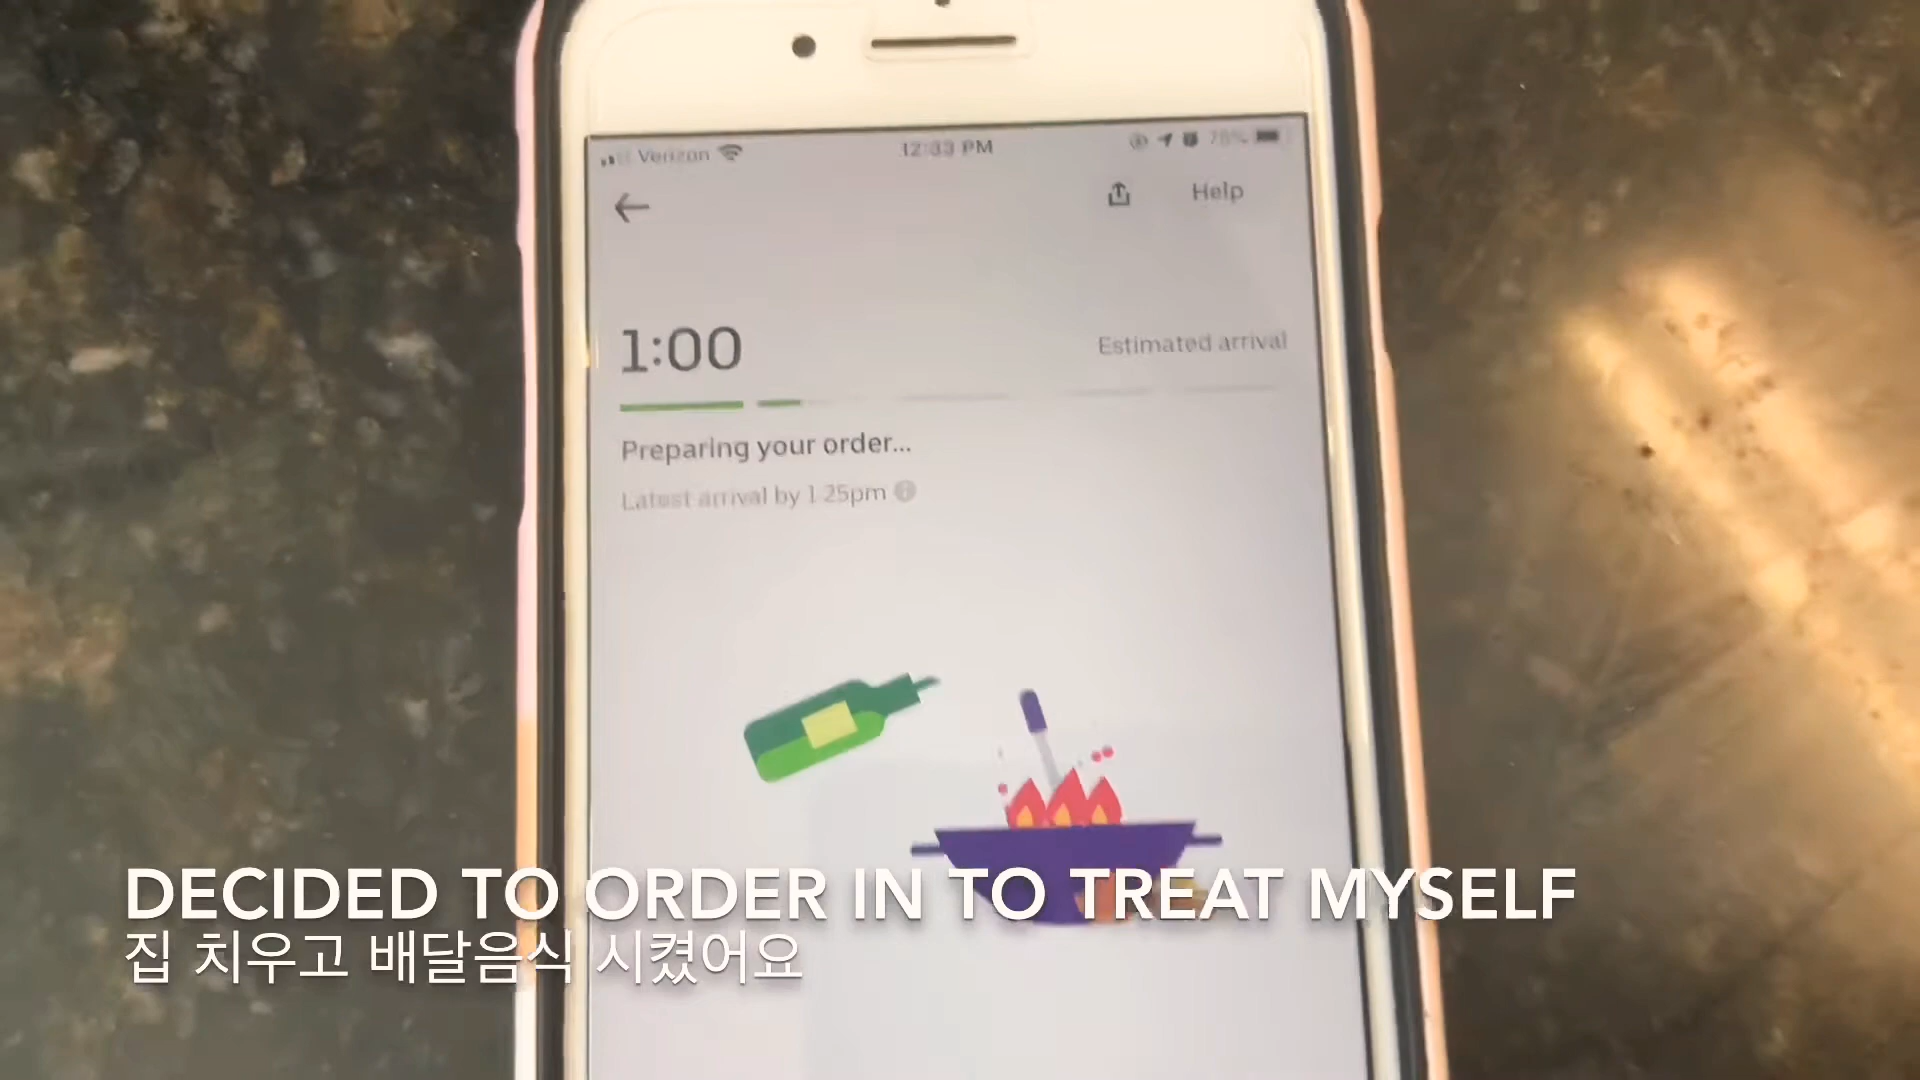 Verizon 12:33 PM 75%
Help
1:00 Estimated arrival
Preparing your order...
Latest arrival by 1:25pm
DECIDED TO ORDER IN TO TREAT MYSELF
집 치우고 배달음식 시켰어요